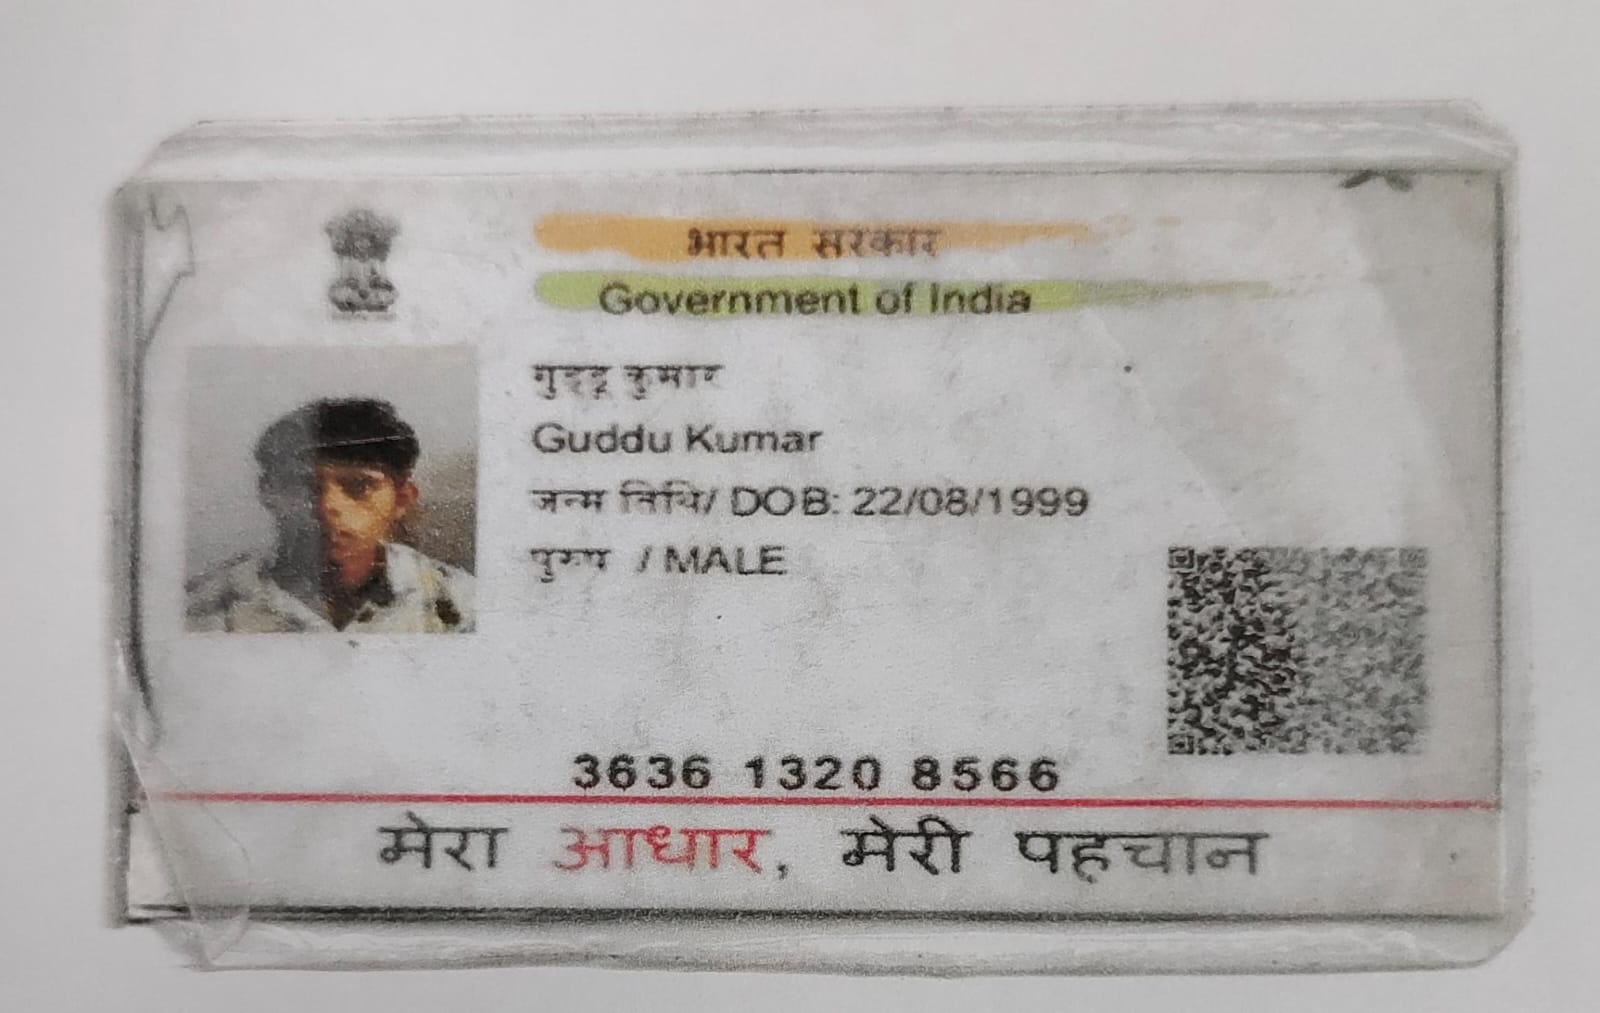 भारत सरकार
Government of India
गुद्दू कुमार
Guddu Kumar
जन्म तिथि/ DOB: 22/08/1999
पुरुष / MALE
3636 1320 8566
मेरा आधार, मेरी पहचान